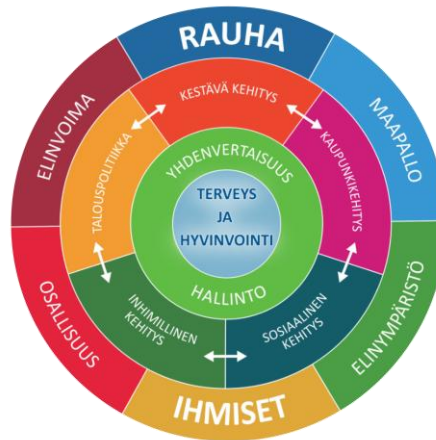 RAUHA
MAAPALLO
ELINYMPÄRISTÖ
IHMISET
OSALLISUUS
ELINVOIMA
KESTÄVÄ KEHITYS
KAUPUNKIKEHITYS
SOSIAALINEN
KEHITYS
INHIMILLINEN
KEHITYS
TALOUSPOLITIIKKA
YHDENVERTAISUUS
HALLINTO
TERVEYS
JA
HYVINVOINTI